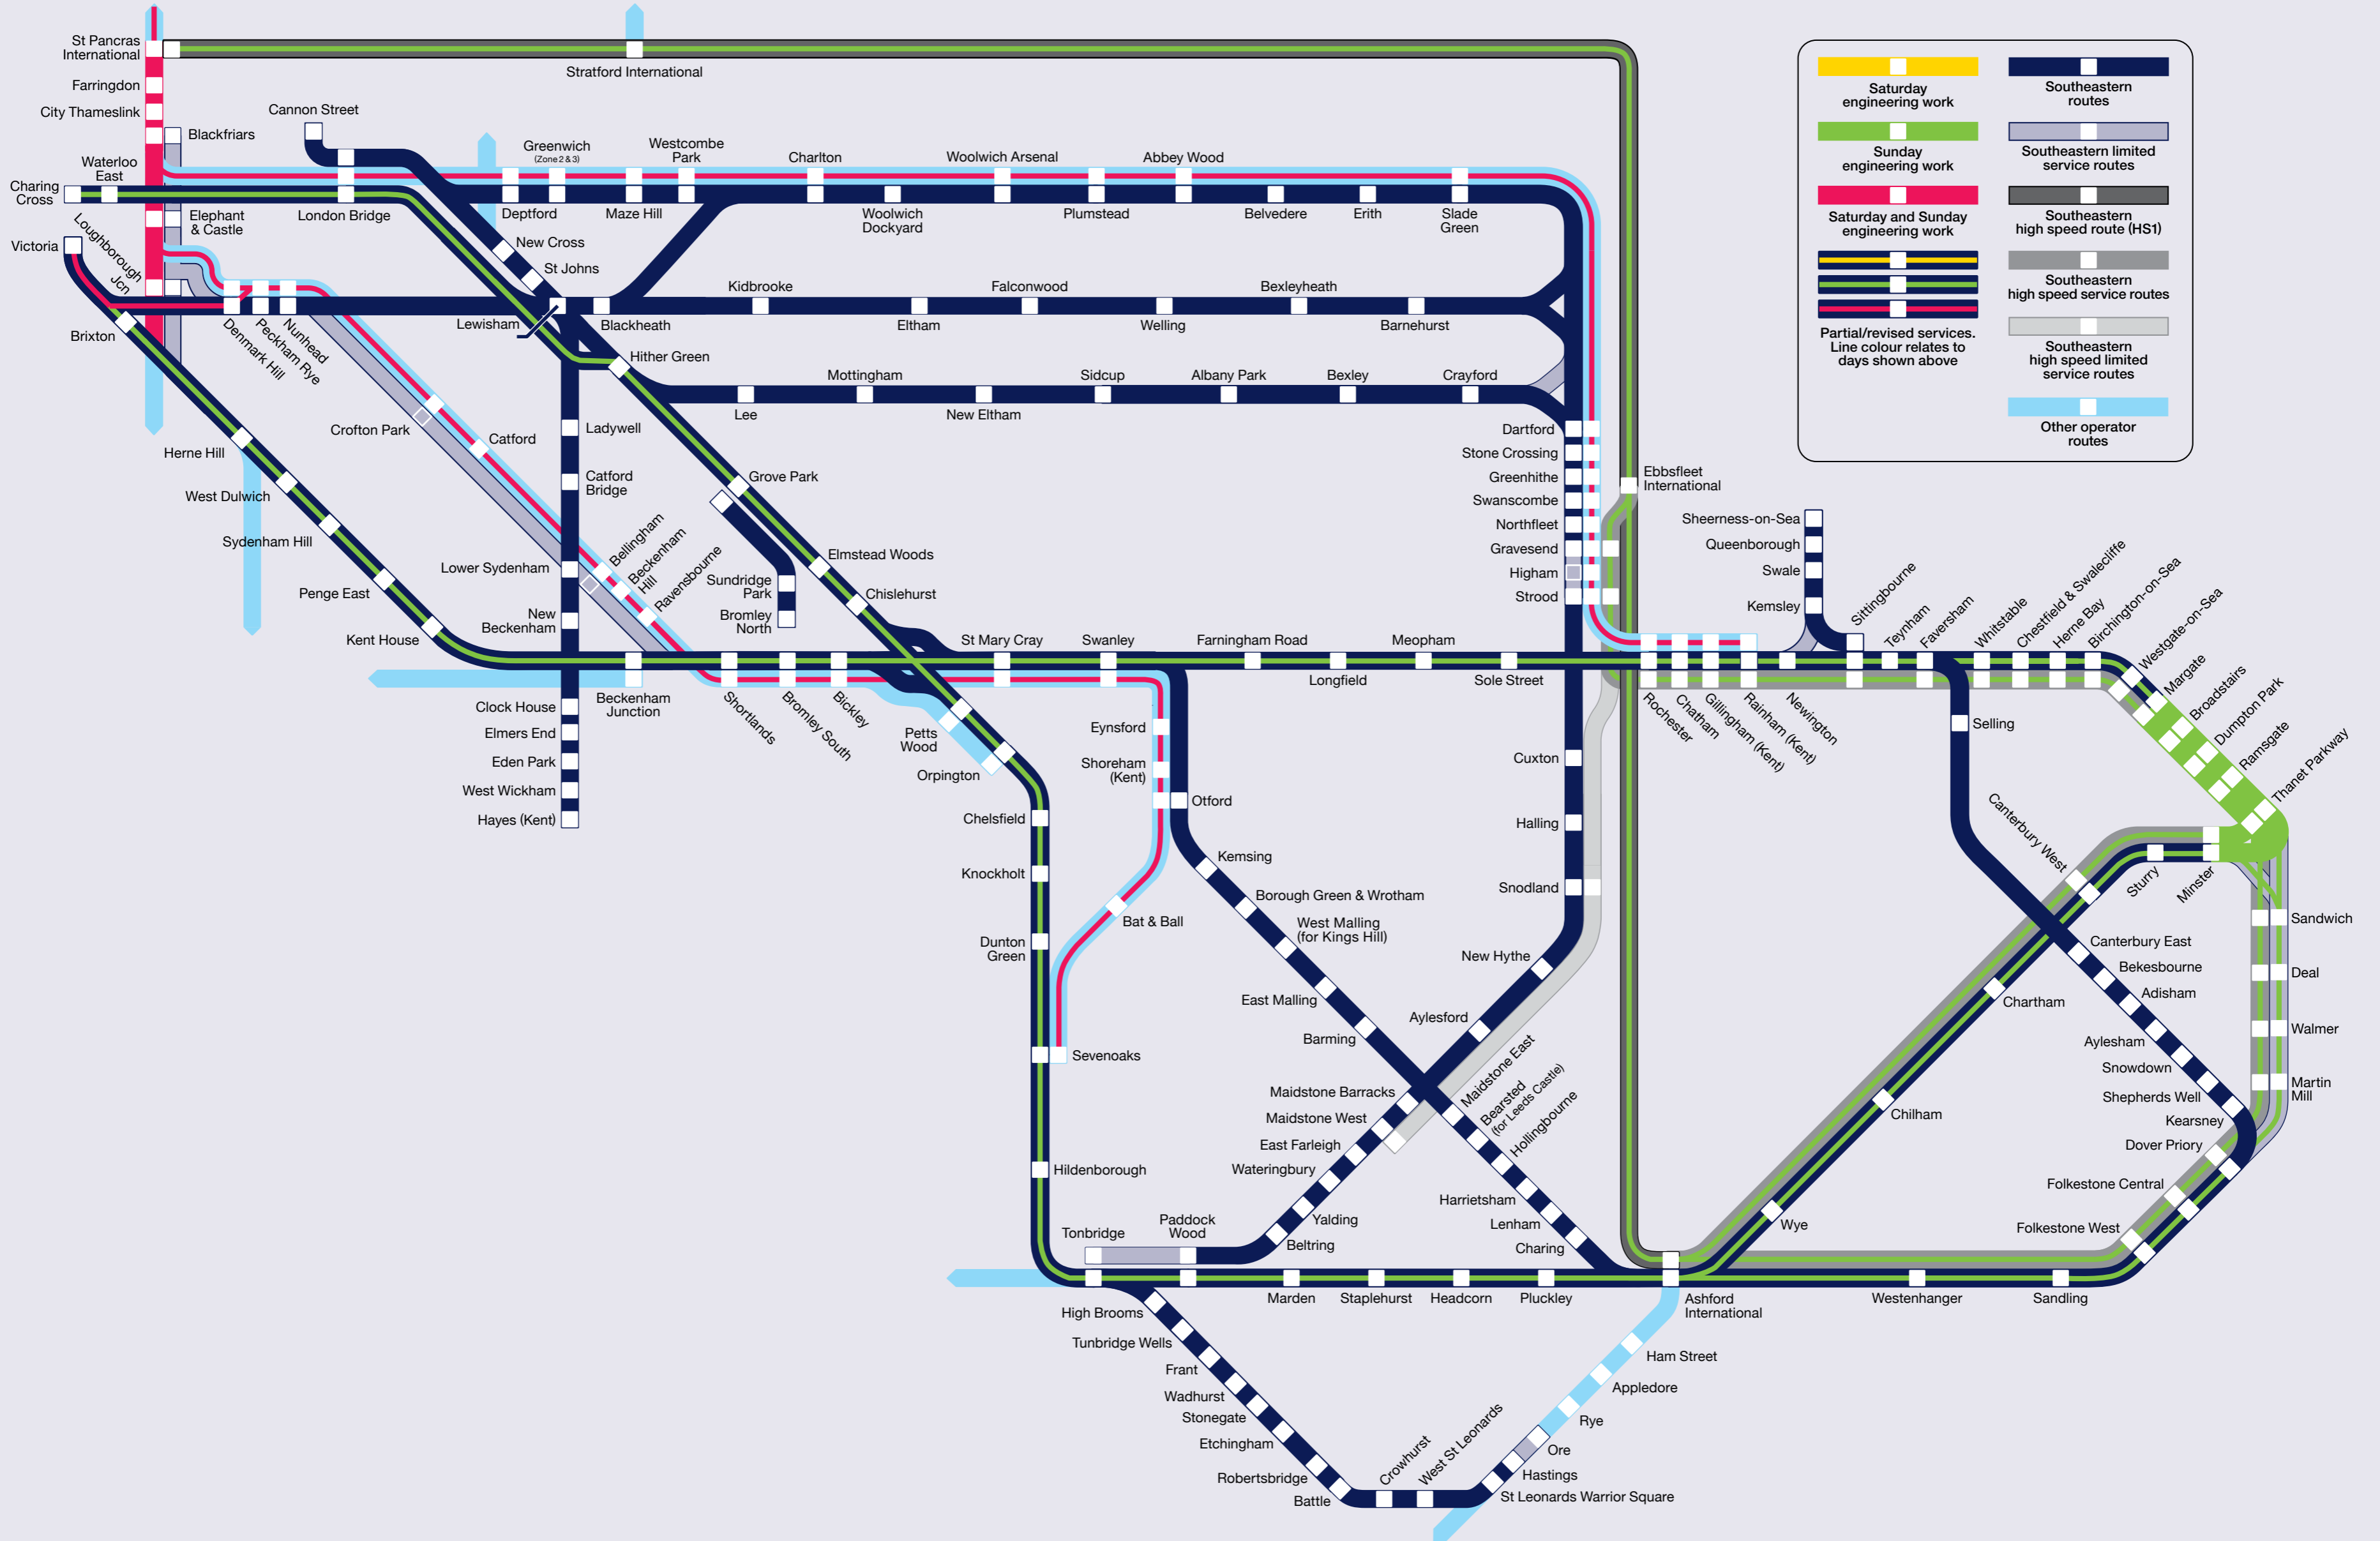 St Pancras
International
Farringdon
City Thameslink
Blackfriars
Cannon Street
Stratford International
Waterloo
East
Charing
Cross
Elephant
& Castle
London Bridge
Victoria
Loughborough
Jcn
Brixton
Greenwich
(Zone 2 & 3)
Westcombe
Park
Charlton
Woolwich Arsenal
Abbey Wood
Deptford
Maze Hill
Woolwich
Dockyard
Plumstead
Belvedere
Erith
Slade
Green
New Cross
St Johns
Lewisham
Blackheath
Kidbrooke
Eltham
Falconwood
Welling
Bexleyheath
Barnehurst
Denmark Hill
Peckham Rye
Nunhead
Hither Green
Lee
Mottingham
New Eltham
Sidcup
Albany Park
Bexley
Crayford
Crofton Park
Catford
Ladywell
Catford
Bridge
Herne Hill
West Dulwich
Sydenham Hill
Penge East
Kent House
Lower Sydenham
New
Beckenham
Bellingham
Beckenham
Hill
Ravensbourne
Grove Park
Sundridge
Park
Bromley
North
Elmstead Woods
Chislehurst
Clock House
Elmers End
Eden Park
West Wickham
Hayes (Kent)
Beckenham
Junction
Shortlands
Bromley South
Bickley
Petts
Wood
Orpington
St Mary Cray
Swanley
Farningham Road
Longfield
Meopham
Sole Street
Dartford
Stone Crossing
Greenhithe
Swanscombe
Northfleet
Gravesend
Higham
Strood
Ebbsfleet
International
Sheerness-on-Sea
Queenborough
Swale
Kemsley
Sittingbourne
Teynham
Faversham
Whitstable
Chestfield & Swalecliffe
Herne Bay
Birchington-on-Sea
Westgate-on-Sea
Margate
Broadstairs
Dumpton Park
Ramsgate
Thanet Parkway
Rochester
Chatham
Gillingham (Kent)
Rainham (Kent)
Newington
Selling
Eynsford
Shoreham
(Kent)
Otford
Chelsfield
Knockholt
Dunton
Green
Bat & Ball
Sevenoaks
Hildenborough
Kemsing
Borough Green & Wrotham
West Malling
(for Kings Hill)
East Malling
Barming
Cuxton
Halling
Snodland
New Hythe
Aylesford
Maidstone Barracks
Maidstone West
East Farleigh
Wateringbury
Yalding
Beltring
Maidstone East
Bearsted
(for Leeds Castle)
Hollingbourne
Harrietsham
Lenham
Charing
Tonbridge
Paddock
Wood
Marden
Staplehurst
Headcorn
Pluckley
Ashford
International
Westenhanger
Sandling
Folkestone West
Folkestone Central
Dover Priory
Kearsney
Shepherds Well
Snowdown
Aylesham
Adisham
Bekesbourne
Canterbury East
Canterbury West
Sturry
Minster
Chartham
Chilham
Wye
Sandwich
Deal
Walmer
Martin
Mill
High Brooms
Tunbridge Wells
Frant
Wadhurst
Stonegate
Etchingham
Robertsbridge
Battle
Crowhurst
West St Leonards
St Leonards Warrior Square
Hastings
Ore
Rye
Appledore
Ham Street
Saturday
engineering work
Sunday
engineering work
Saturday and Sunday
engineering work
Partial/revised services.
Line colour relates to
days shown above
Southeastern
routes
Southeastern limited
service routes
Southeastern
high speed route (HS1)
Southeastern
high speed service routes
Southeastern
high speed limited
service routes
Other operator
routes